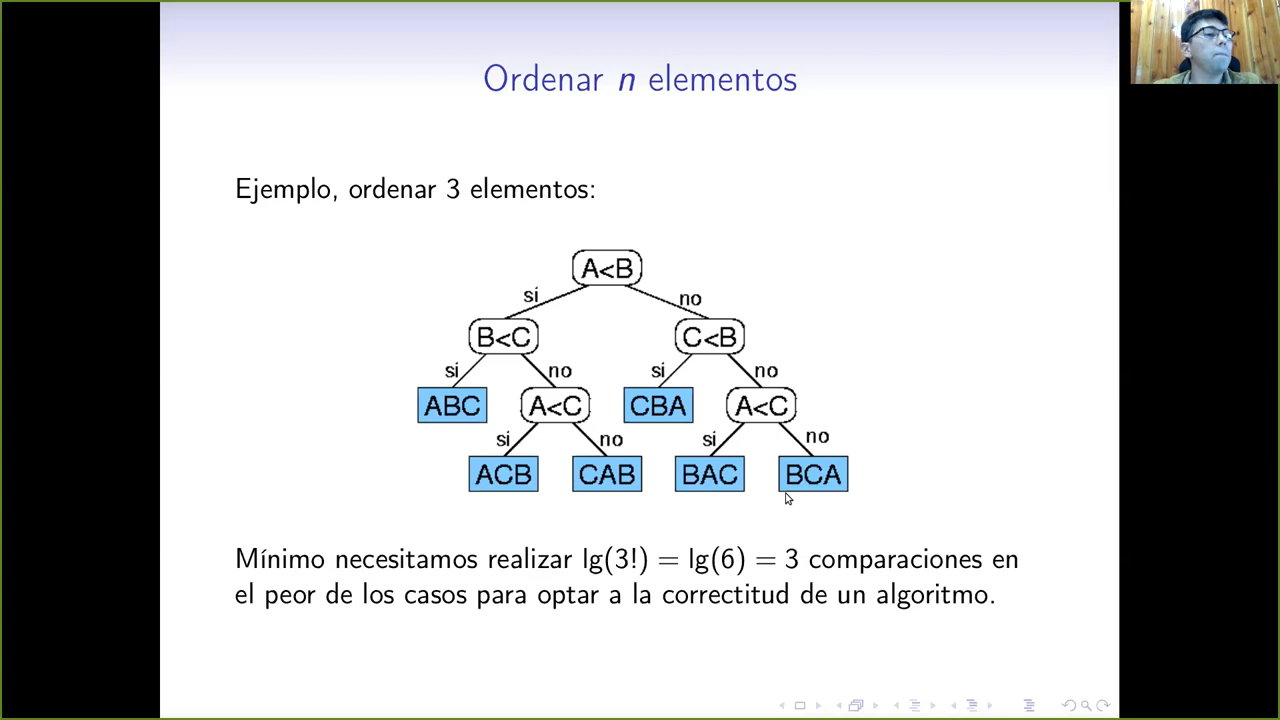 Ordenar n elementos
Ejemplo, ordenar 3 elementos:
A<B
si no
B<C C<B
si no si no
ABC A<C CBA A<C
si no si no
ACB CAB BAC BCA
Mínimo necesitamos realizar lg(3!) = lg(6) = 3 comparaciones en
el peor de los casos para optar a la correctitud de un algoritmo.